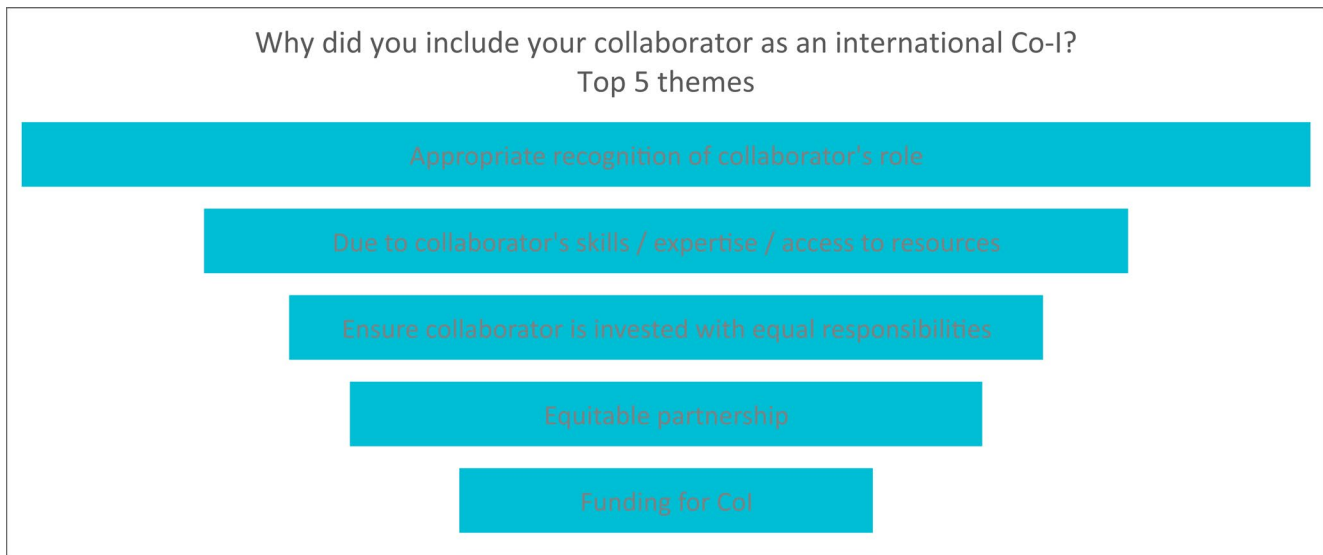 Why did you include your collaborator as an international Co-I?
Top 5 themes
Appropriate recognition of collaborator's role
Due to collaborator's skills / expertise / access to resources
Ensure collaborator is invested with equal responsibilities
Equitable partnership
Funding for CoI